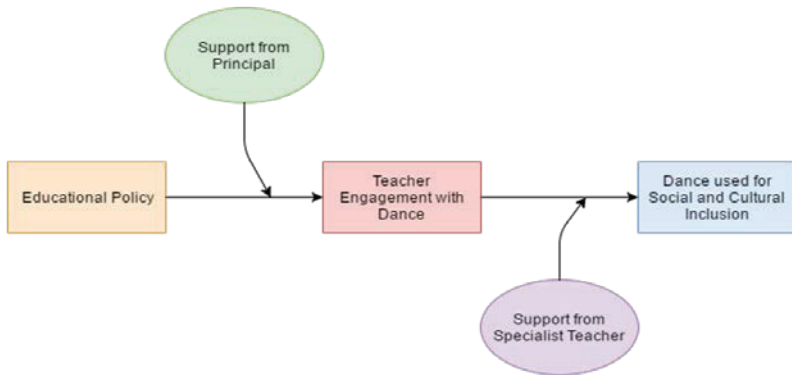 Support from
Principal
Educational Policy
Teacher
Engagement with
Dance
Dance used for
Social and Cultural
Inclusion
Support from
Specialist Teacher